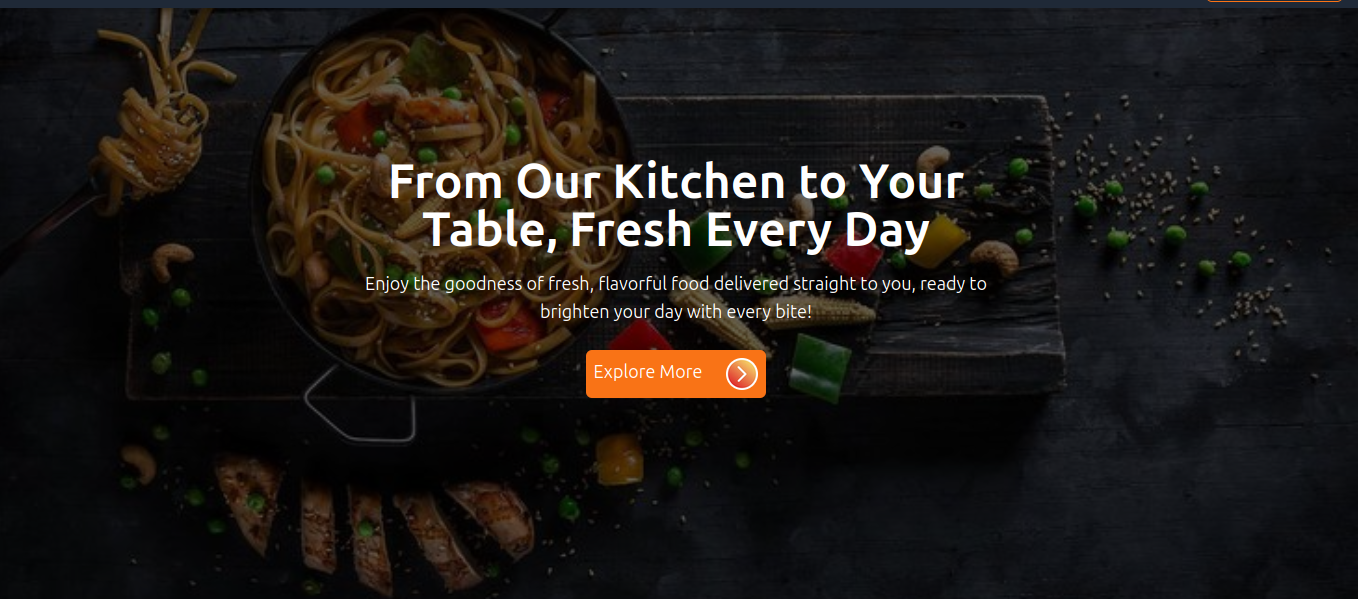 From Our Kitchen to Your
Table, Fresh Every Day
Enjoy the goodness of fresh, flavorful food delivered straight to you, ready to
brighten your day with every bite!
Explore More